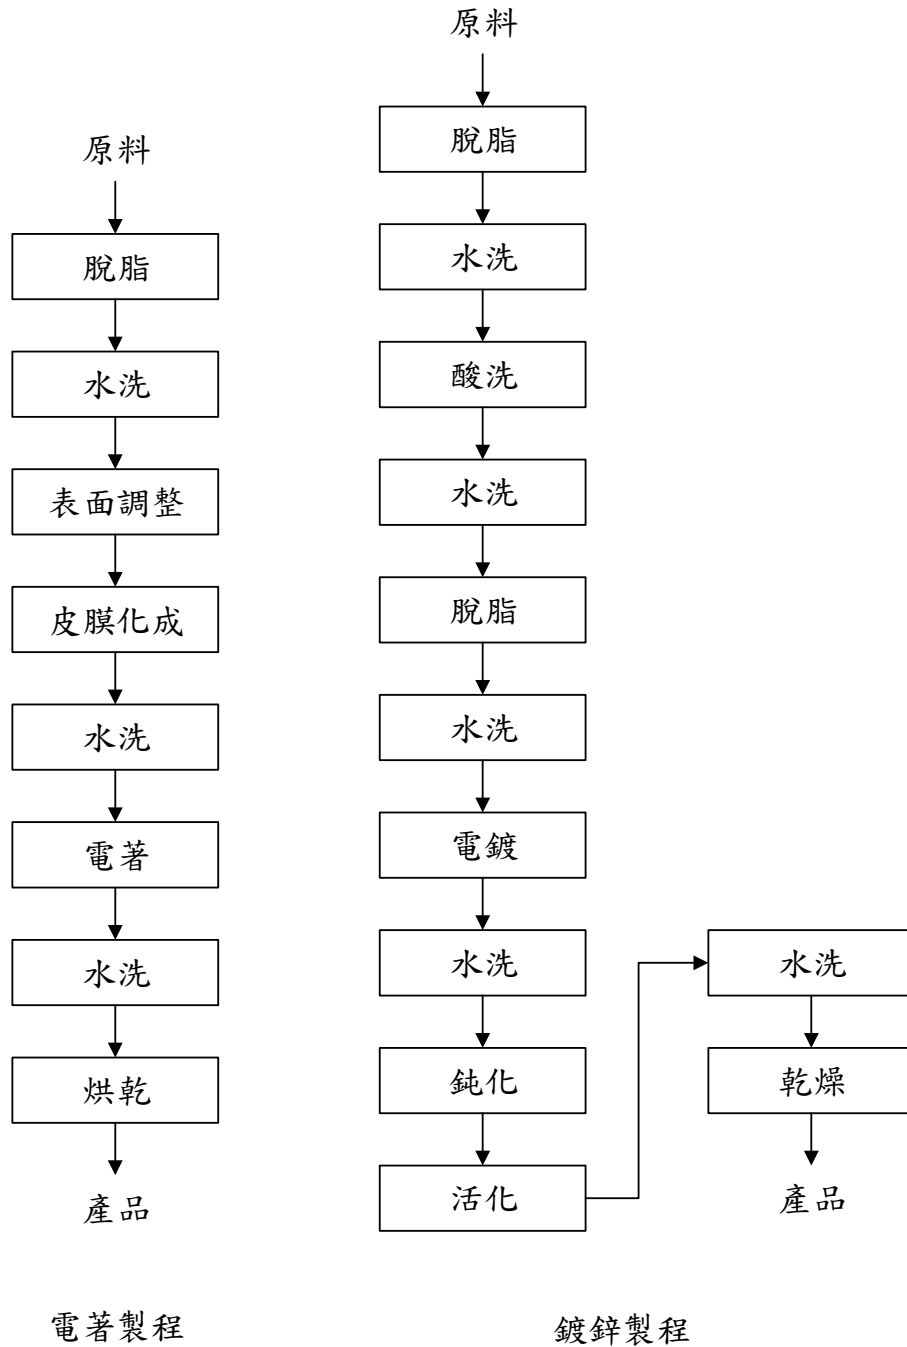 原料
脫脂
水洗
表面調整
皮膜化成
水洗
電著
水洗
烘乾
產品
電著製程
原料
脫脂
水洗
酸洗
水洗
脫脂
水洗
電鍍
水洗
鈍化
活化
水洗
乾燥
產品
鍍鋅製程